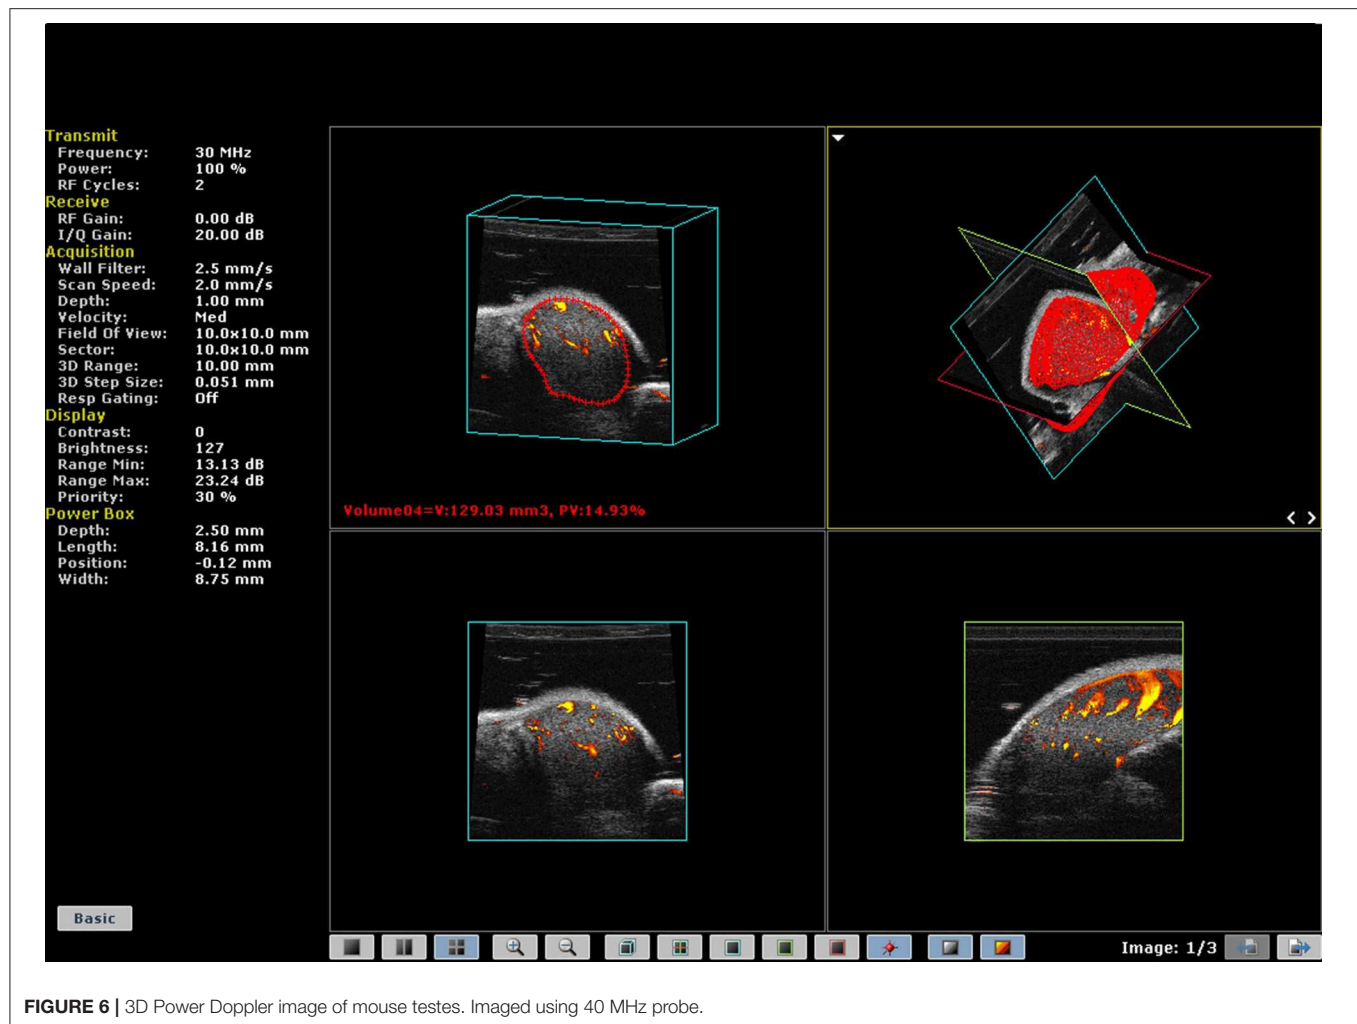 Transmit
Frequency: 30 MHz
Power: 100 %
RF Cycles: 2
Receive
RF Gain: 0.00 dB
I/Q Gain: 20.00 dB
Acquisition
Wall Filter: 2.5 mm/s
Scan Speed: 2.0 mm/s
Depth: 1.00 mm
Velocity: Med
Field Of View: 10.0x10.0 mm
Sector: 10.0x10.0 mm
3D Range: 10.00 mm
3D Step Size: 0.051 mm
Resp Gating: Off
Display
Contrast: 0
Brightness: 127
Range Min: 13.13 dB
Range Max: 23.24 dB
Priority: 30 %
Power Box
Depth: 2.50 mm
Length: 8.16 mm
Position: -0.12 mm
Width: 8.75 mm
Volume04=V:129.03 mm3, PV:14.93%
Basic
Image: 1/3
FIGURE 6 | 3D Power Doppler image of mouse testes. Imaged using 40 MHz probe.